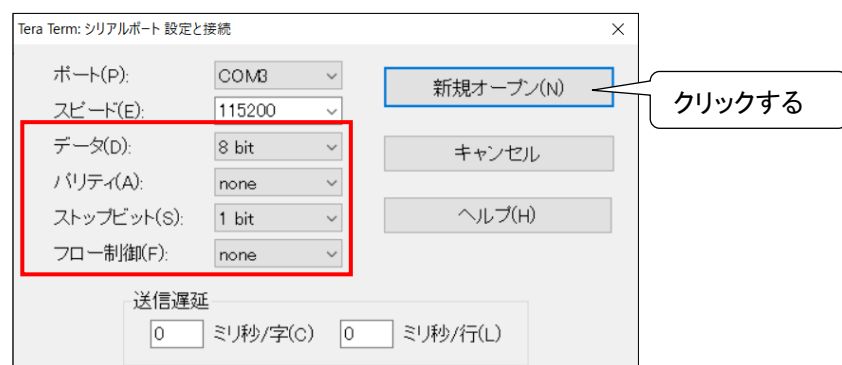 Tera Term: シリアルポート 設定と接続
ポート(P): COM3 新規オープン(N) クリックする
スピード(E): 115200
データ(D): 8 bit キャンセル
パリティ(A): none
ストップビット(S): 1 bit ヘルプ(H)
フロー制御(F): none
送信遅延
0 ミリ秒/字(C) 0 ミリ秒/行(L)